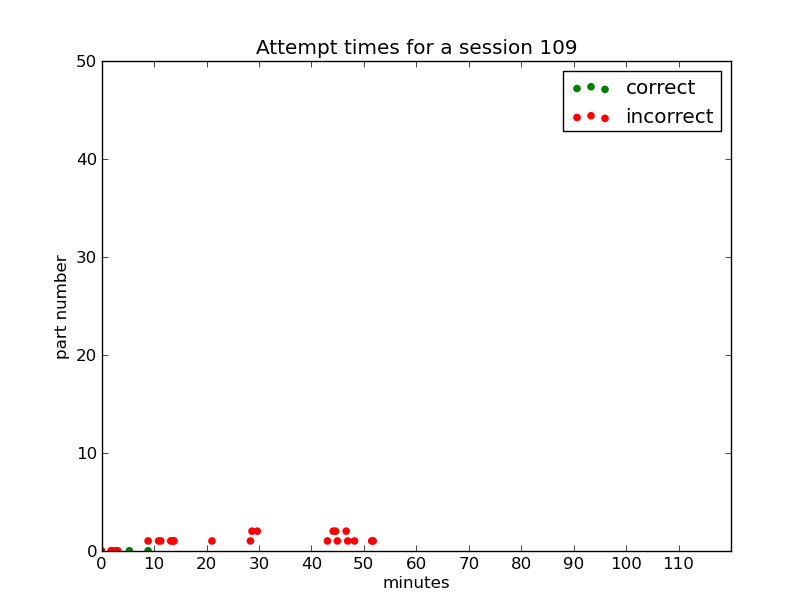 Attempt times for a session 109
correct
incorrect
50
40
30
20
10
0
part number
0 10 20 30 40 50 60 70 80 90 100 110
minutes